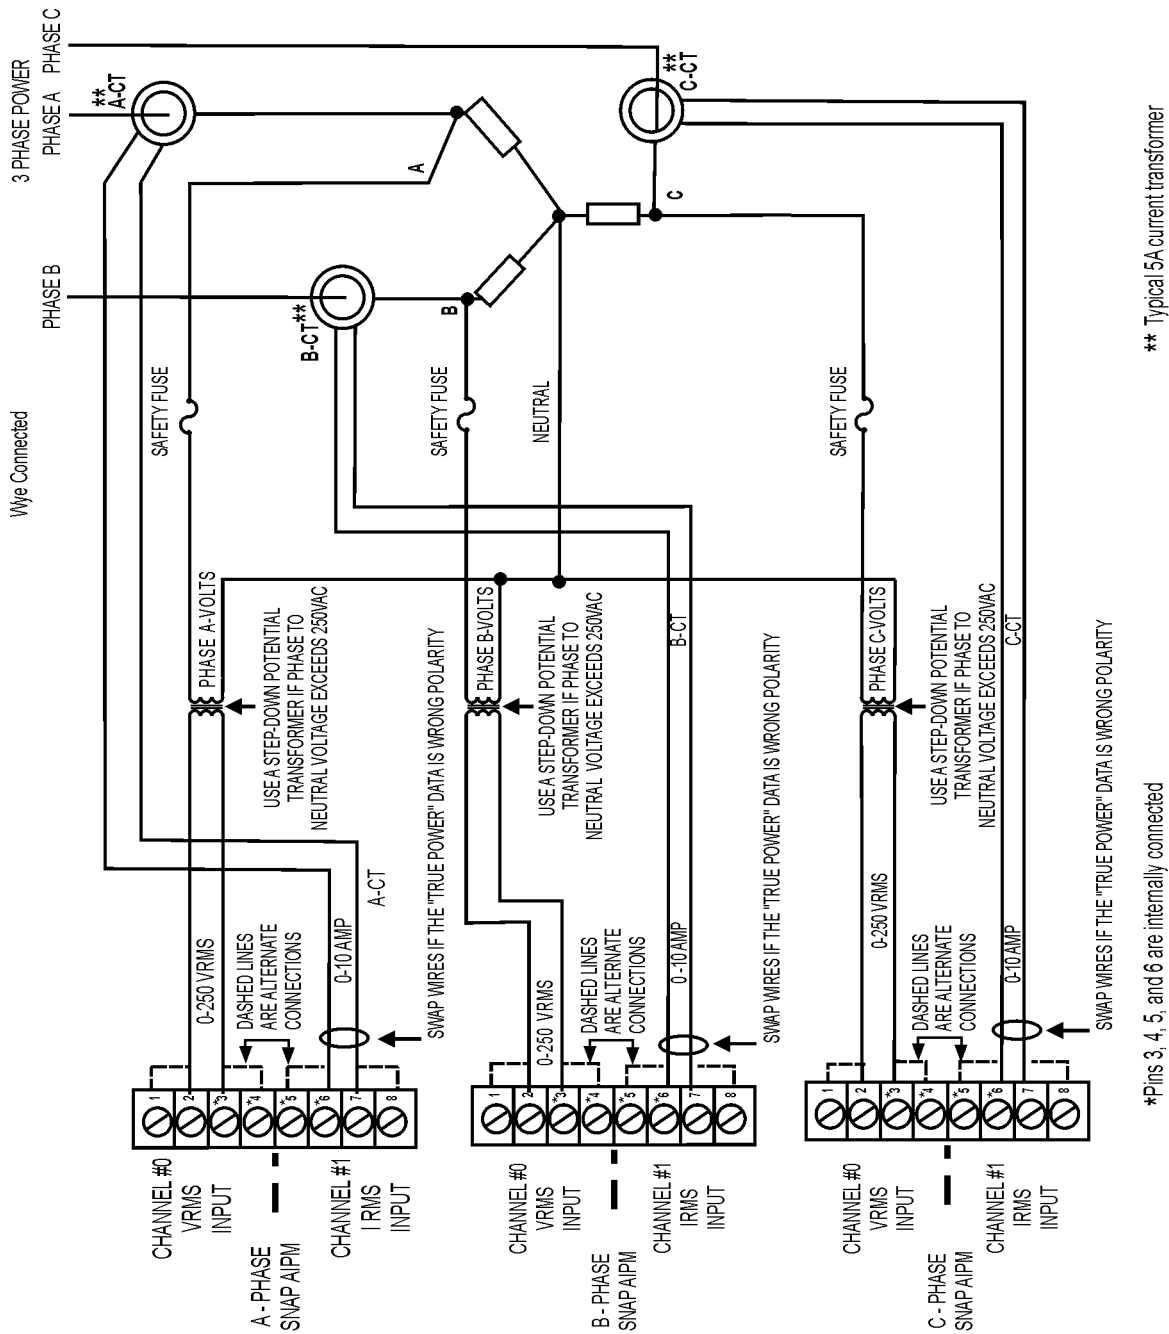 Wye Connected
3 PHASE POWER
PHASE B
PHASE A
PHASE C
**
A-CT
B-CT**
**
C-CT
A
B
C
SAFETY FUSE
SAFETY FUSE
NEUTRAL
SAFETY FUSE
PHASE A-VOLTS
USE A STEP-DOWN POTENTIAL
TRANSFORMER IF PHASE TO
NEUTRAL VOLTAGE EXCEEDS 250VAC
PHASE B-VOLTS
USE A STEP-DOWN POTENTIAL
TRANSFORMER IF PHASE TO
NEUTRAL VOLTAGE EXCEEDS 250VAC
B-CT
PHASE C-VOLTS
USE A STEP-DOWN POTENTIAL
TRANSFORMER IF PHASE TO
NEUTRAL VOLTAGE EXCEEDS 250VAC
C-CT
0-250 VRMS
DASHED LINES
ARE ALTERNATE
CONNECTIONS
0-10 AMP
A-CT
SWAP WIRES IF THE "TRUE POWER" DATA IS WRONG POLARITY
0-250 VRMS
DASHED LINES
ARE ALTERNATE
CONNECTIONS
0-10 AMP
SWAP WIRES IF THE "TRUE POWER" DATA IS WRONG POLARITY
0-250 VRMS
DASHED LINES
ARE ALTERNATE
CONNECTIONS
0-10 AMP
SWAP WIRES IF THE "TRUE POWER" DATA IS WRONG POLARITY
1 2 *3 *4 *5 *6 7 8
1 2 *3 *4 *5 *6 7 8
1 2 *3 *4 *5 *6 7 8
CHANNEL #0
VRMS
INPUT
CHANNEL #1
I RMS
INPUT
A - PHASE
SNAP AIPM
CHANNEL #0
VRMS
INPUT
CHANNEL #1
IRMS
INPUT
B - PHASE
SNAP AIPM
CHANNEL #0
VRMS
INPUT
CHANNEL #1
IRMS
INPUT
C - PHASE
SNAP AIPM
*Pins 3, 4, 5, and 6 are internally connected
** Typical 5A current transformer